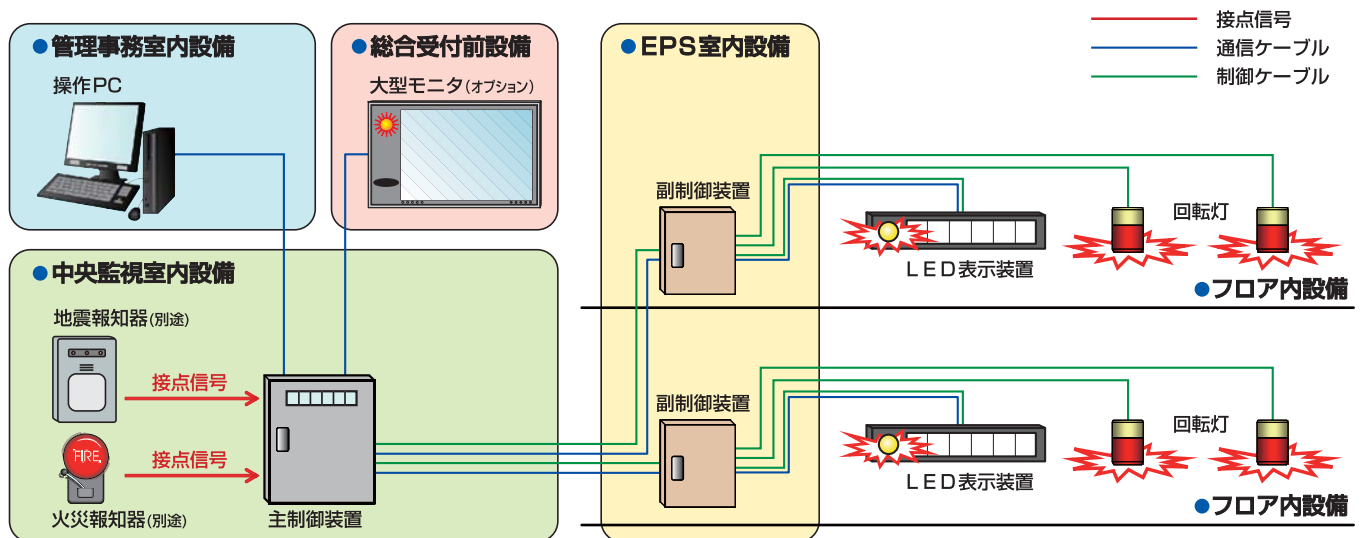 接点信号
通信ケーブル
制御ケーブル
●管理事務室内設備
操作PC
●総合受付前設備
大型モニタ(オプション)
●EPS室内設備
副制御装置
LED表示装置
回転灯
●フロア内設備
●中央監視室内設備
地震報知器(別途)
接点信号
FIRE
接点信号
火災報知器(別途)
主制御装置
副制御装置
LED表示装置
回転灯
●フロア内設備